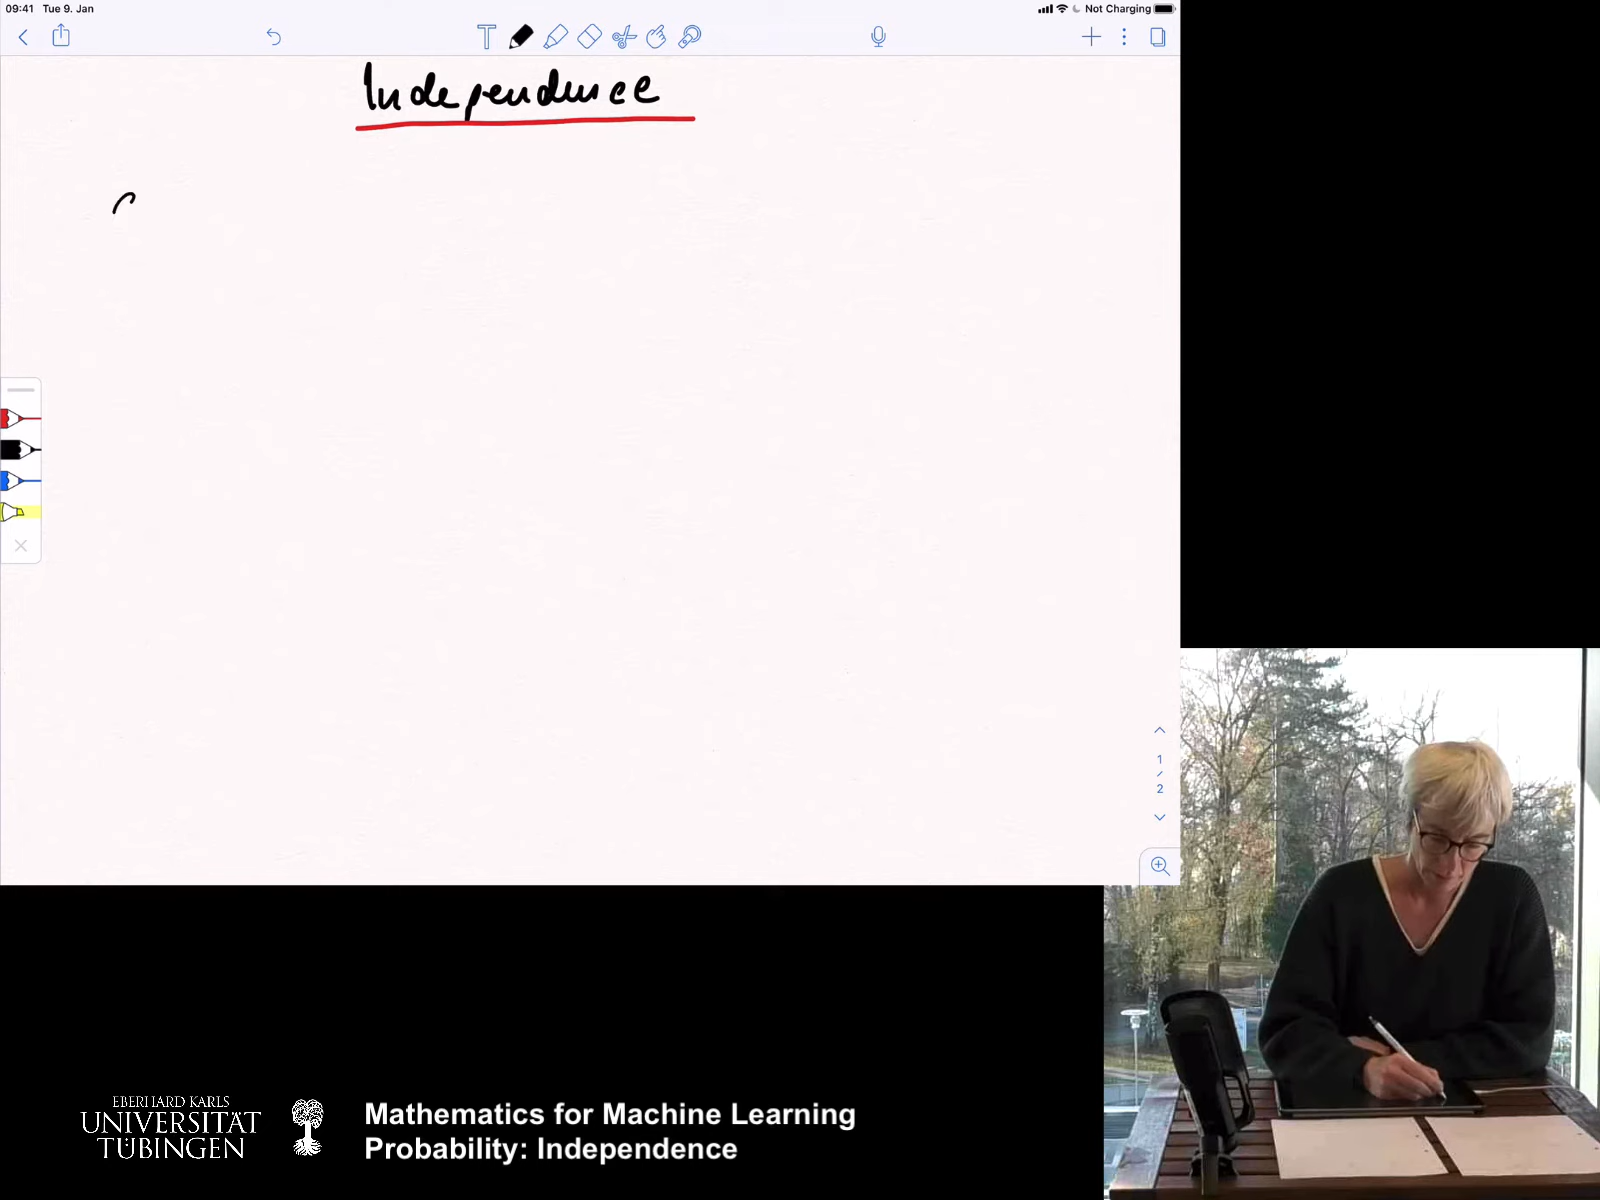 09:41 Tue 9. Jan
Not Charging
T
Independence
1
2
EBERHARD KARLS
UNIVERSITÄT
TÜBINGEN
Mathematics for Machine Learning
Probability: Independence